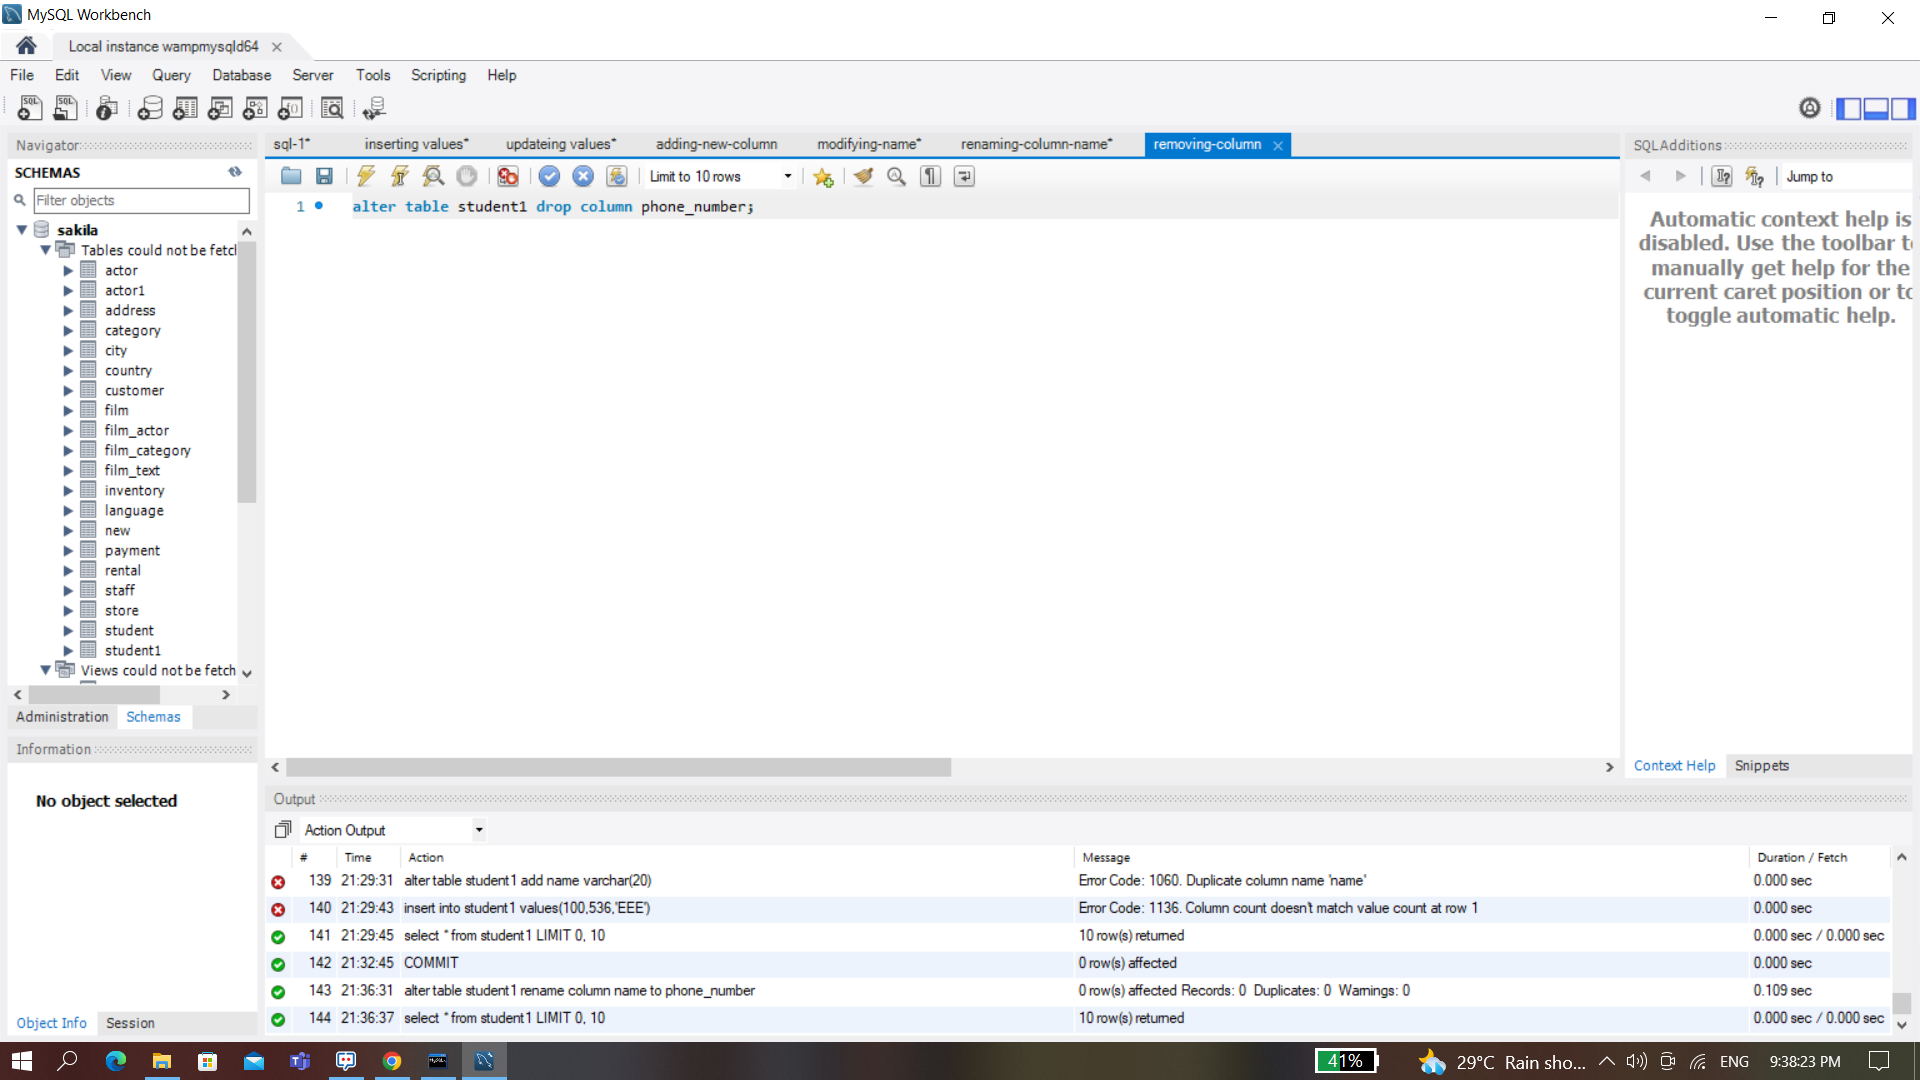 MySQL Workbench
Local instance wampmysqld64
File Edit View Query Database Server Tools Scripting Help
Navigator
SCHEMAS
Filter objects
sakila
Tables could not be fetch
actor
actor1
address
category
city
country
customer
film
film_actor
film_category
film_text
inventory
language
new
payment
rental
staff
store
student
student1
Views could not be fetch
Administration Schemas
Information
No object selected
Object Info Session
sql-1* inserting values* updateing values* adding-new-column modifying-name* renaming-column-name* removing-column
Limit to 10 rows
1 alter table student1 drop column phone_number;
SQLAdditions
Jump to
Automatic context help is
disabled. Use the toolbar to
manually get help for the
current caret position or to
toggle automatic help.
Context Help Snippets
Output
Action Output
# Time Action Message Duration / Fetch
139 21:29:31 alter table student1 add name varchar(20) Error Code: 1060. Duplicate column name 'name' 0.000 sec
140 21:29:43 insert into student1 values(100,536,'EEE') Error Code: 1136. Column count doesn't match value count at row 1 0.000 sec
141 21:29:45 select * from student1 LIMIT 0, 10 10 row(s) returned 0.000 sec / 0.000 sec
142 21:32:45 COMMIT 0 row(s) affected 0.000 sec
143 21:36:31 alter table student1 rename column name to phone_number 0 row(s) affected Records: 0 Duplicates: 0 Warnings: 0 0.109 sec
144 21:36:37 select * from student1 LIMIT 0, 10 10 row(s) returned 0.000 sec / 0.000 sec
41% 29°C Rain sho... ENG 9:38:23 PM